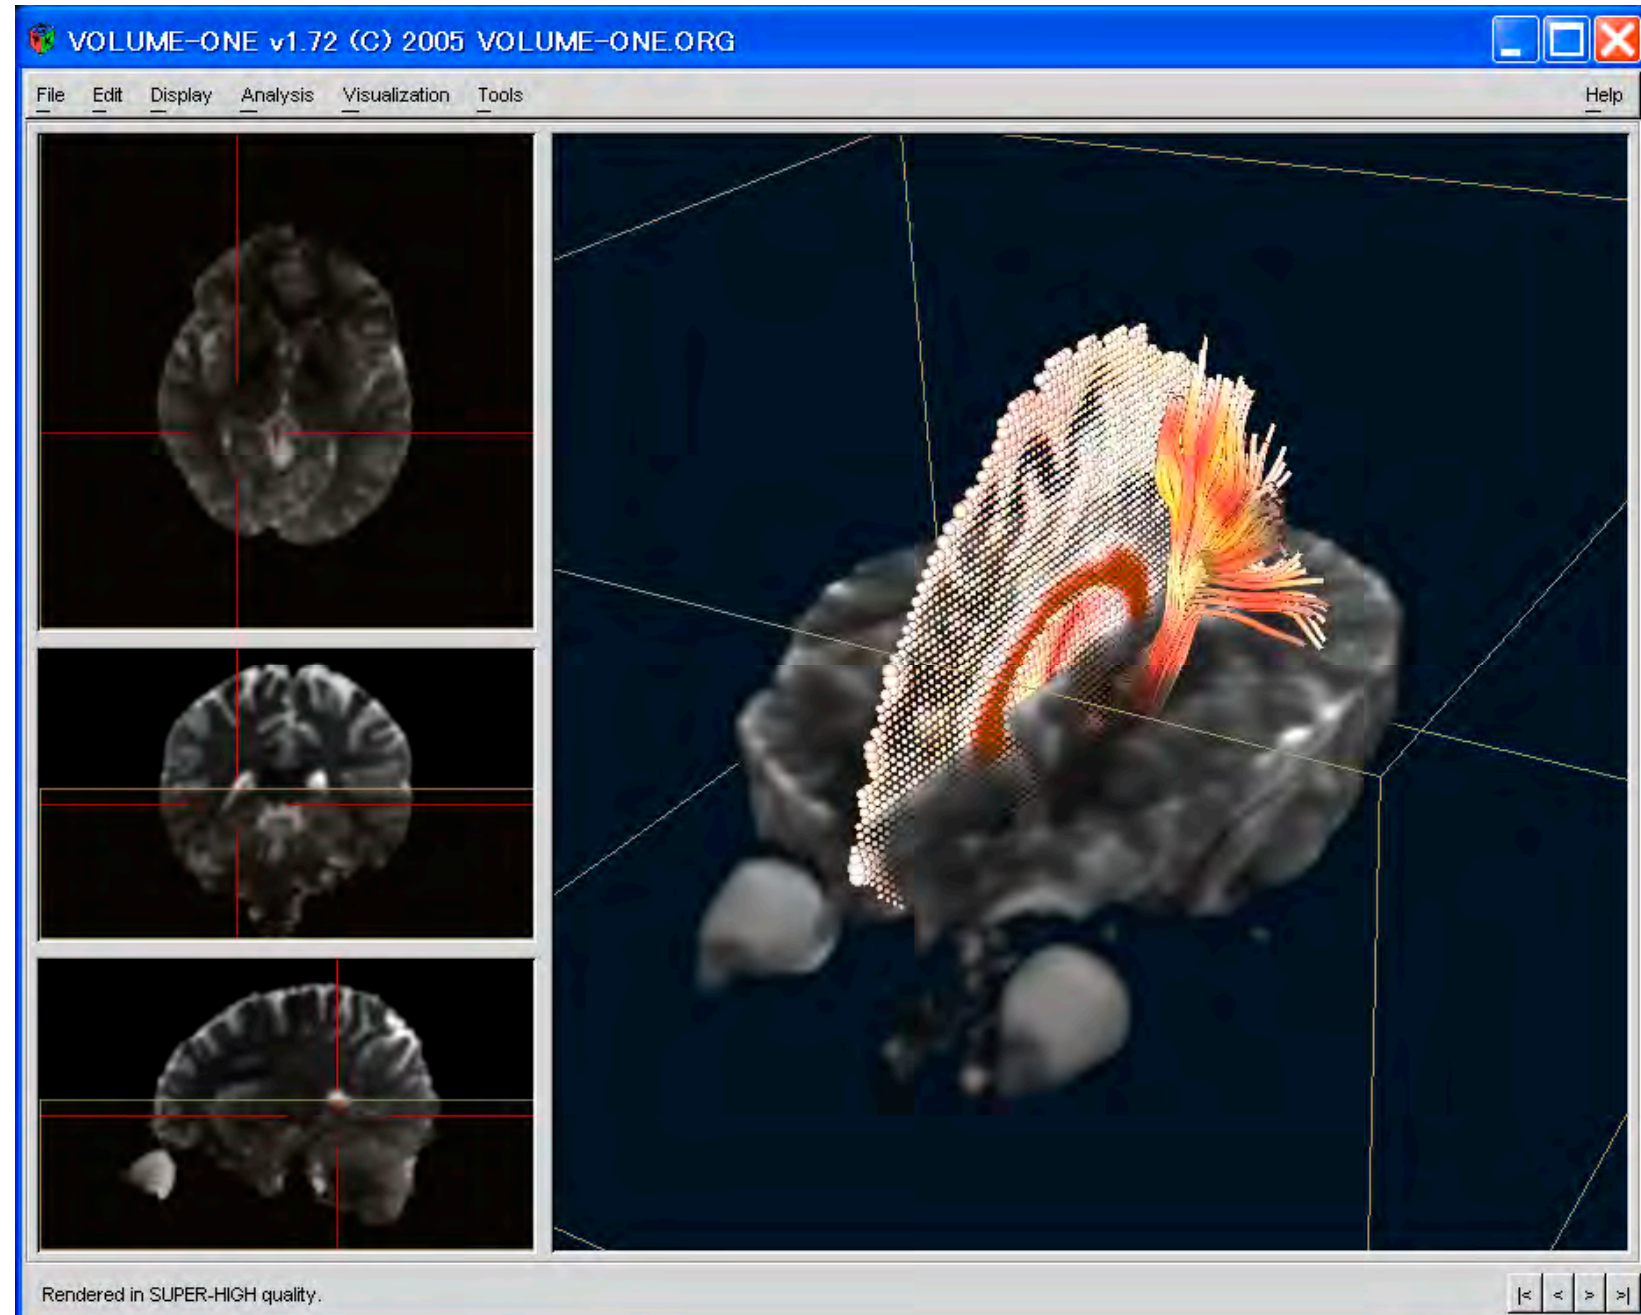 VOLUME-ONE v1.72 (C) 2005 VOLUME-ONE.ORG
File Edit Display Analysis Visualization Tools Help
Rendered in SUPER-HIGH quality.
|< < > >|